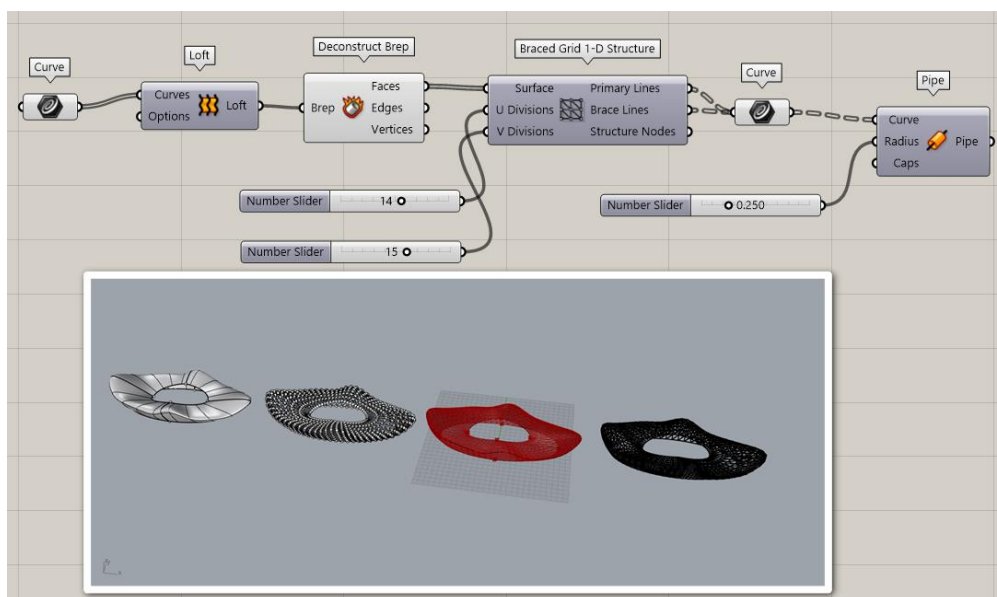 Curve
Loft
Curves
Options
Loft
Deconstruct Brep
Brep
Faces
Edges
Vertices
Braced Grid 1-D Structure
Surface
U Divisions
V Divisions
Primary Lines
Brace Lines
Structure Nodes
Curve
Pipe
Curve
Radius
Caps
Pipe
Number Slider 14
Number Slider 0.250
Number Slider 15